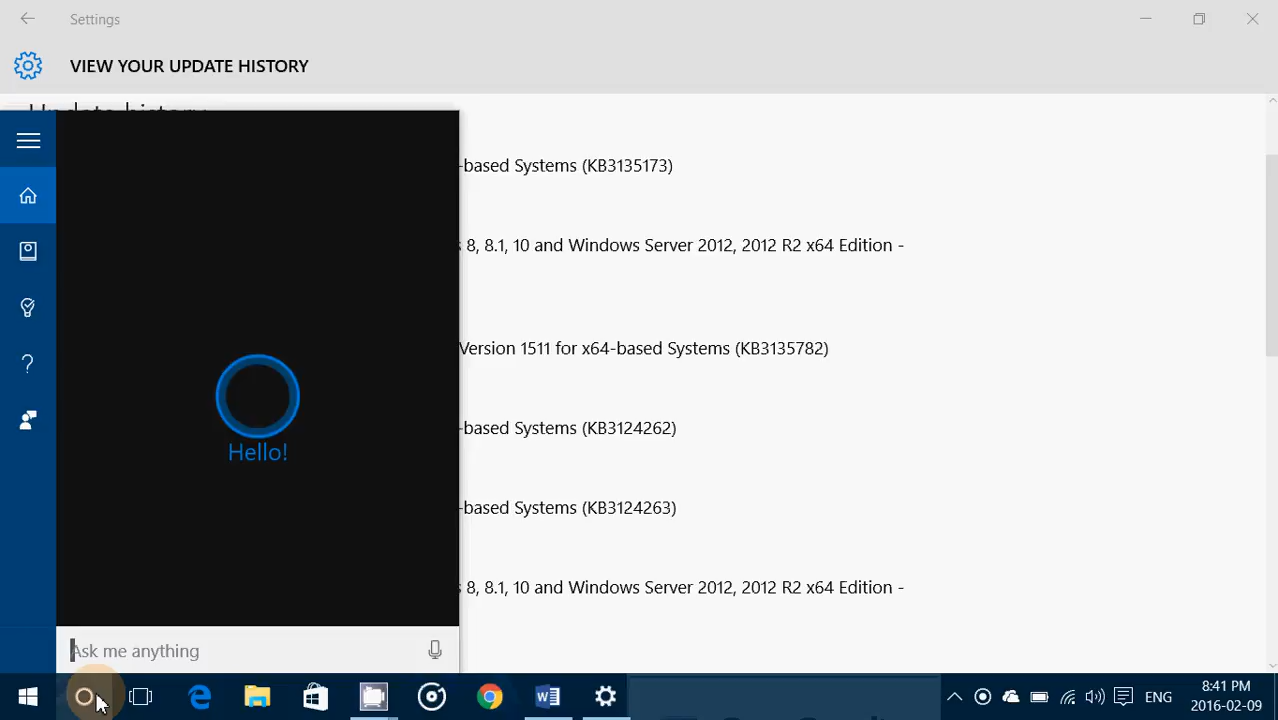 Settings
VIEW YOUR UPDATE HISTORY
Update history
-based Systems (KB3135173)
s 8, 8.1, 10 and Windows Server 2012, 2012 R2 x64 Edition -
Version 1511 for x64-based Systems (KB3135782)
-based Systems (KB3124262)
Hello!
-based Systems (KB3124263)
s 8, 8.1, 10 and Windows Server 2012, 2012 R2 x64 Edition -
Ask me anything
ENG
8:41 PM
2016-02-09